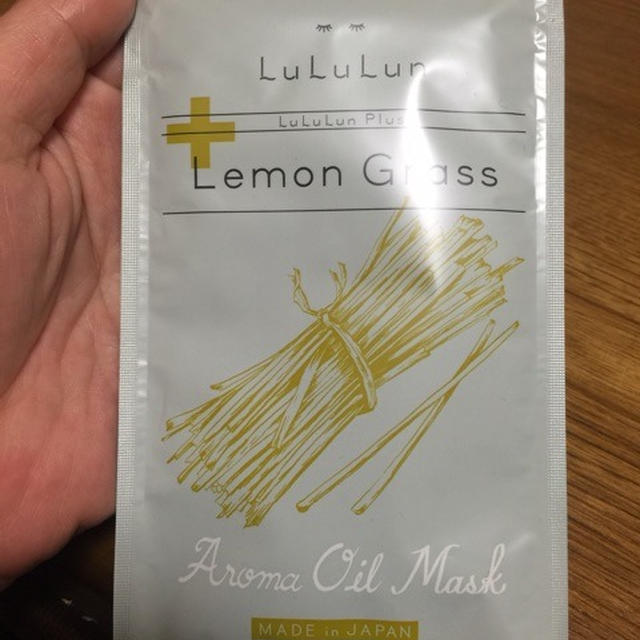 LuLuLun
LuLuLun Plus
Lemon Grass
Aroma Oil Mask
MADE in JAPAN